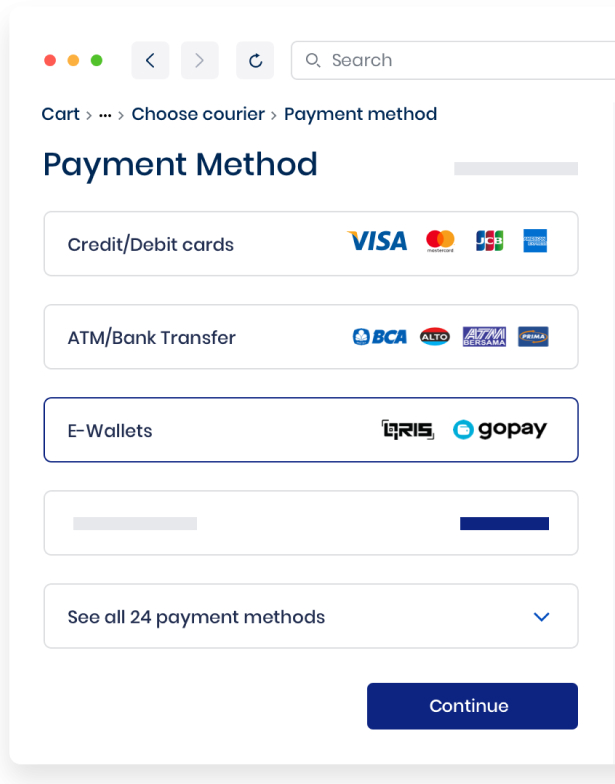 Search
Cart > ... > Choose courier > Payment method
Payment Method
Credit/Debit cards VISA mastercard JCB AMERICAN EXPRESS
ATM/Bank Transfer BCA ALTO ATM BERSAMA PRIMA
E-Wallets QRIS gopay
See all 24 payment methods
Continue